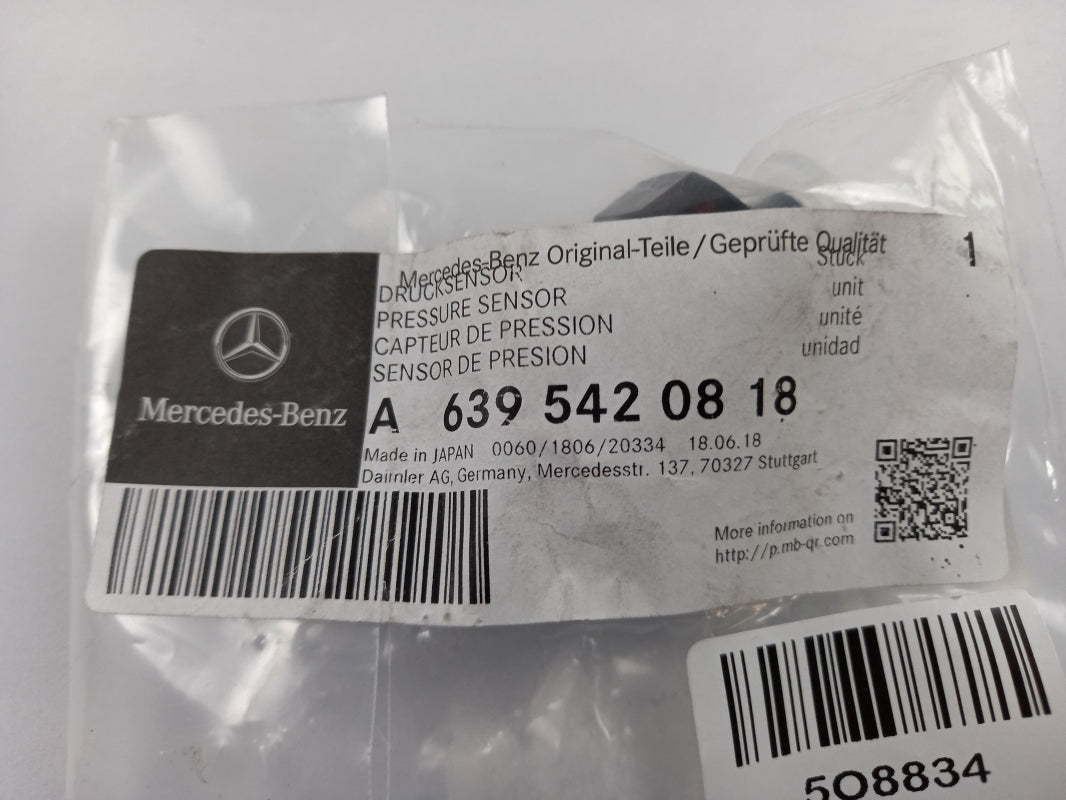 Mercedes-Benz Original-Teile/Geprüfte Qualität
DRUCKSENSOR Stück 1
PRESSURE SENSOR unit
CAPTEUR DE PRESSION unité
SENSOR DE PRESION unidad
Mercedes-Benz
A 639 542 08 18
Made in JAPAN 0060/1806/20334 18.06.18
Daimler AG, Germany, Mercedesstr. 137, 70327 Stuttgart
More information on
http://p.mb-qr.com
508834